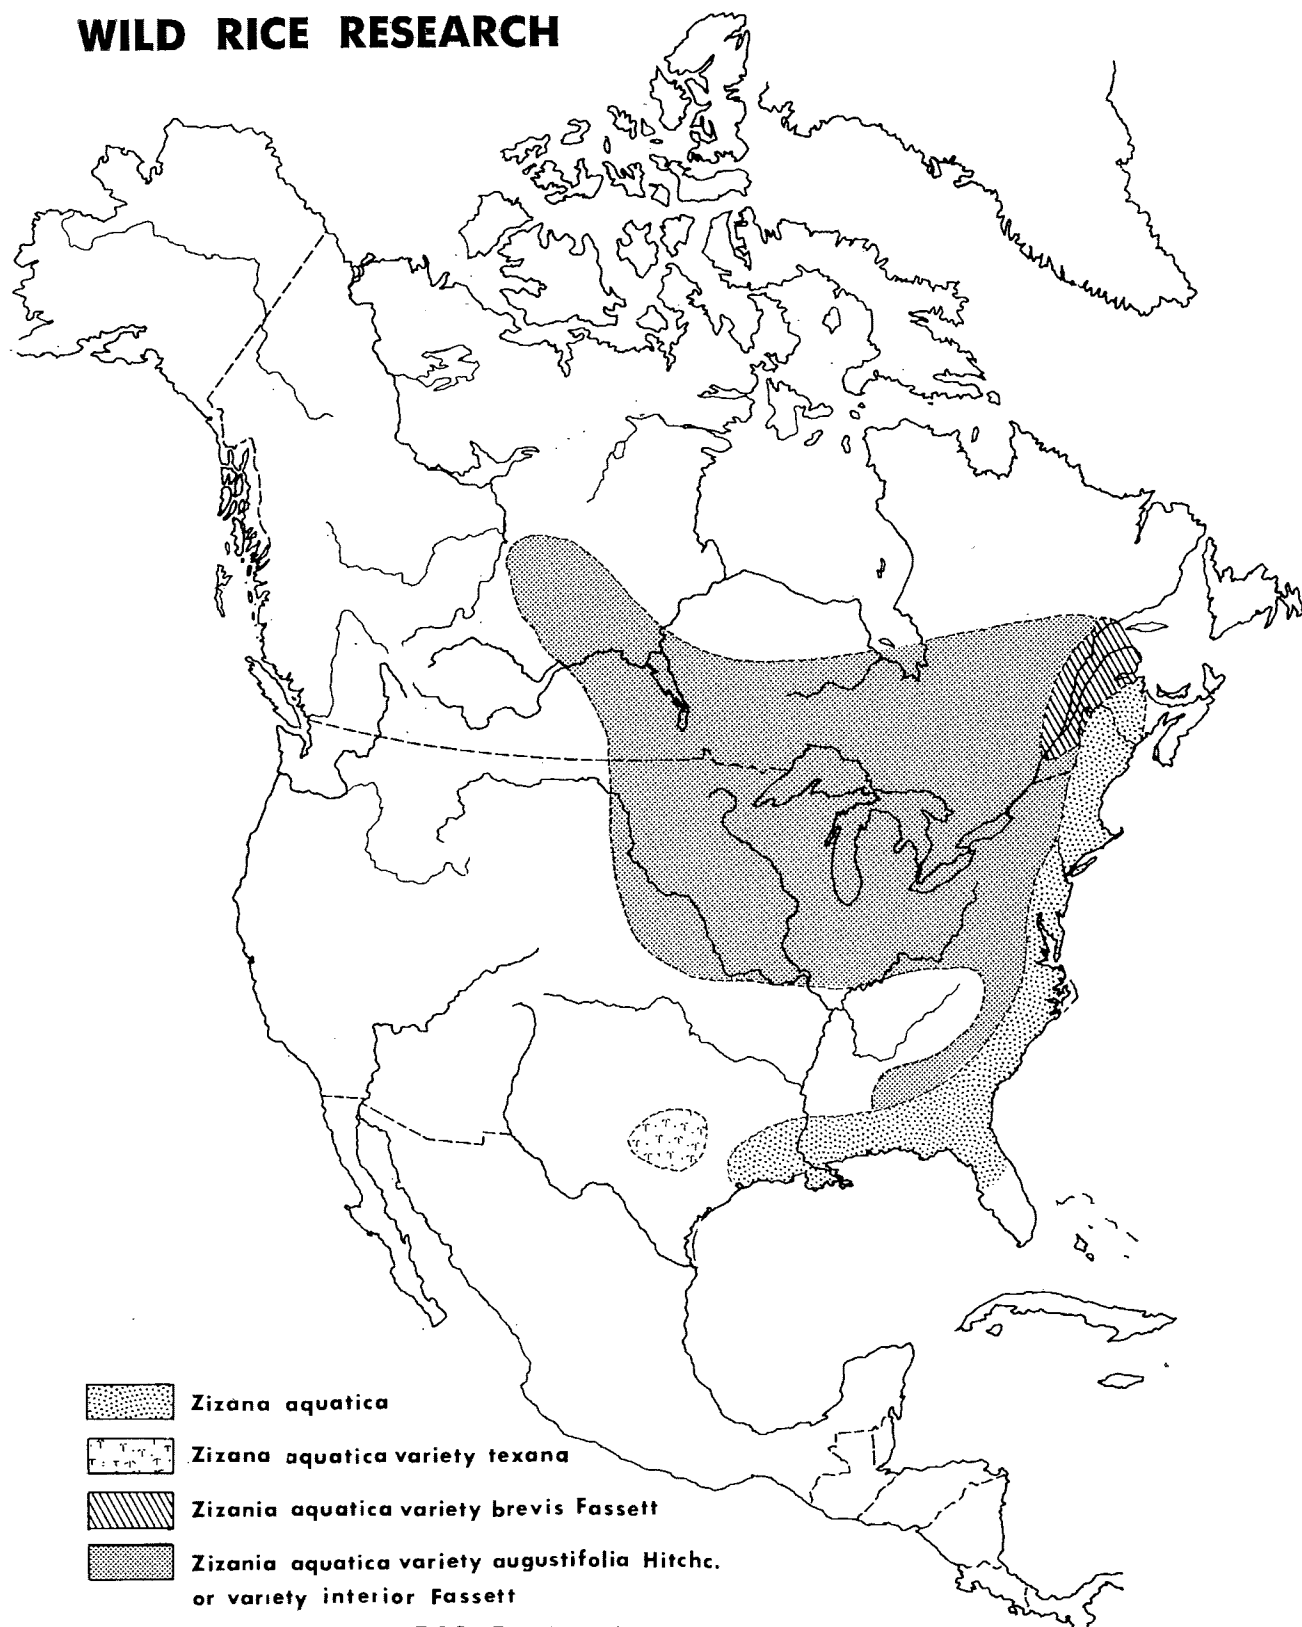 WILD RICE RESEARCH
Zizana aquatica
Zizana aquatica variety texana
Zizania aquatica variety brevis Fassett
Zizania aquatica variety augustifolia Hitchc.
or variety interior Fassett